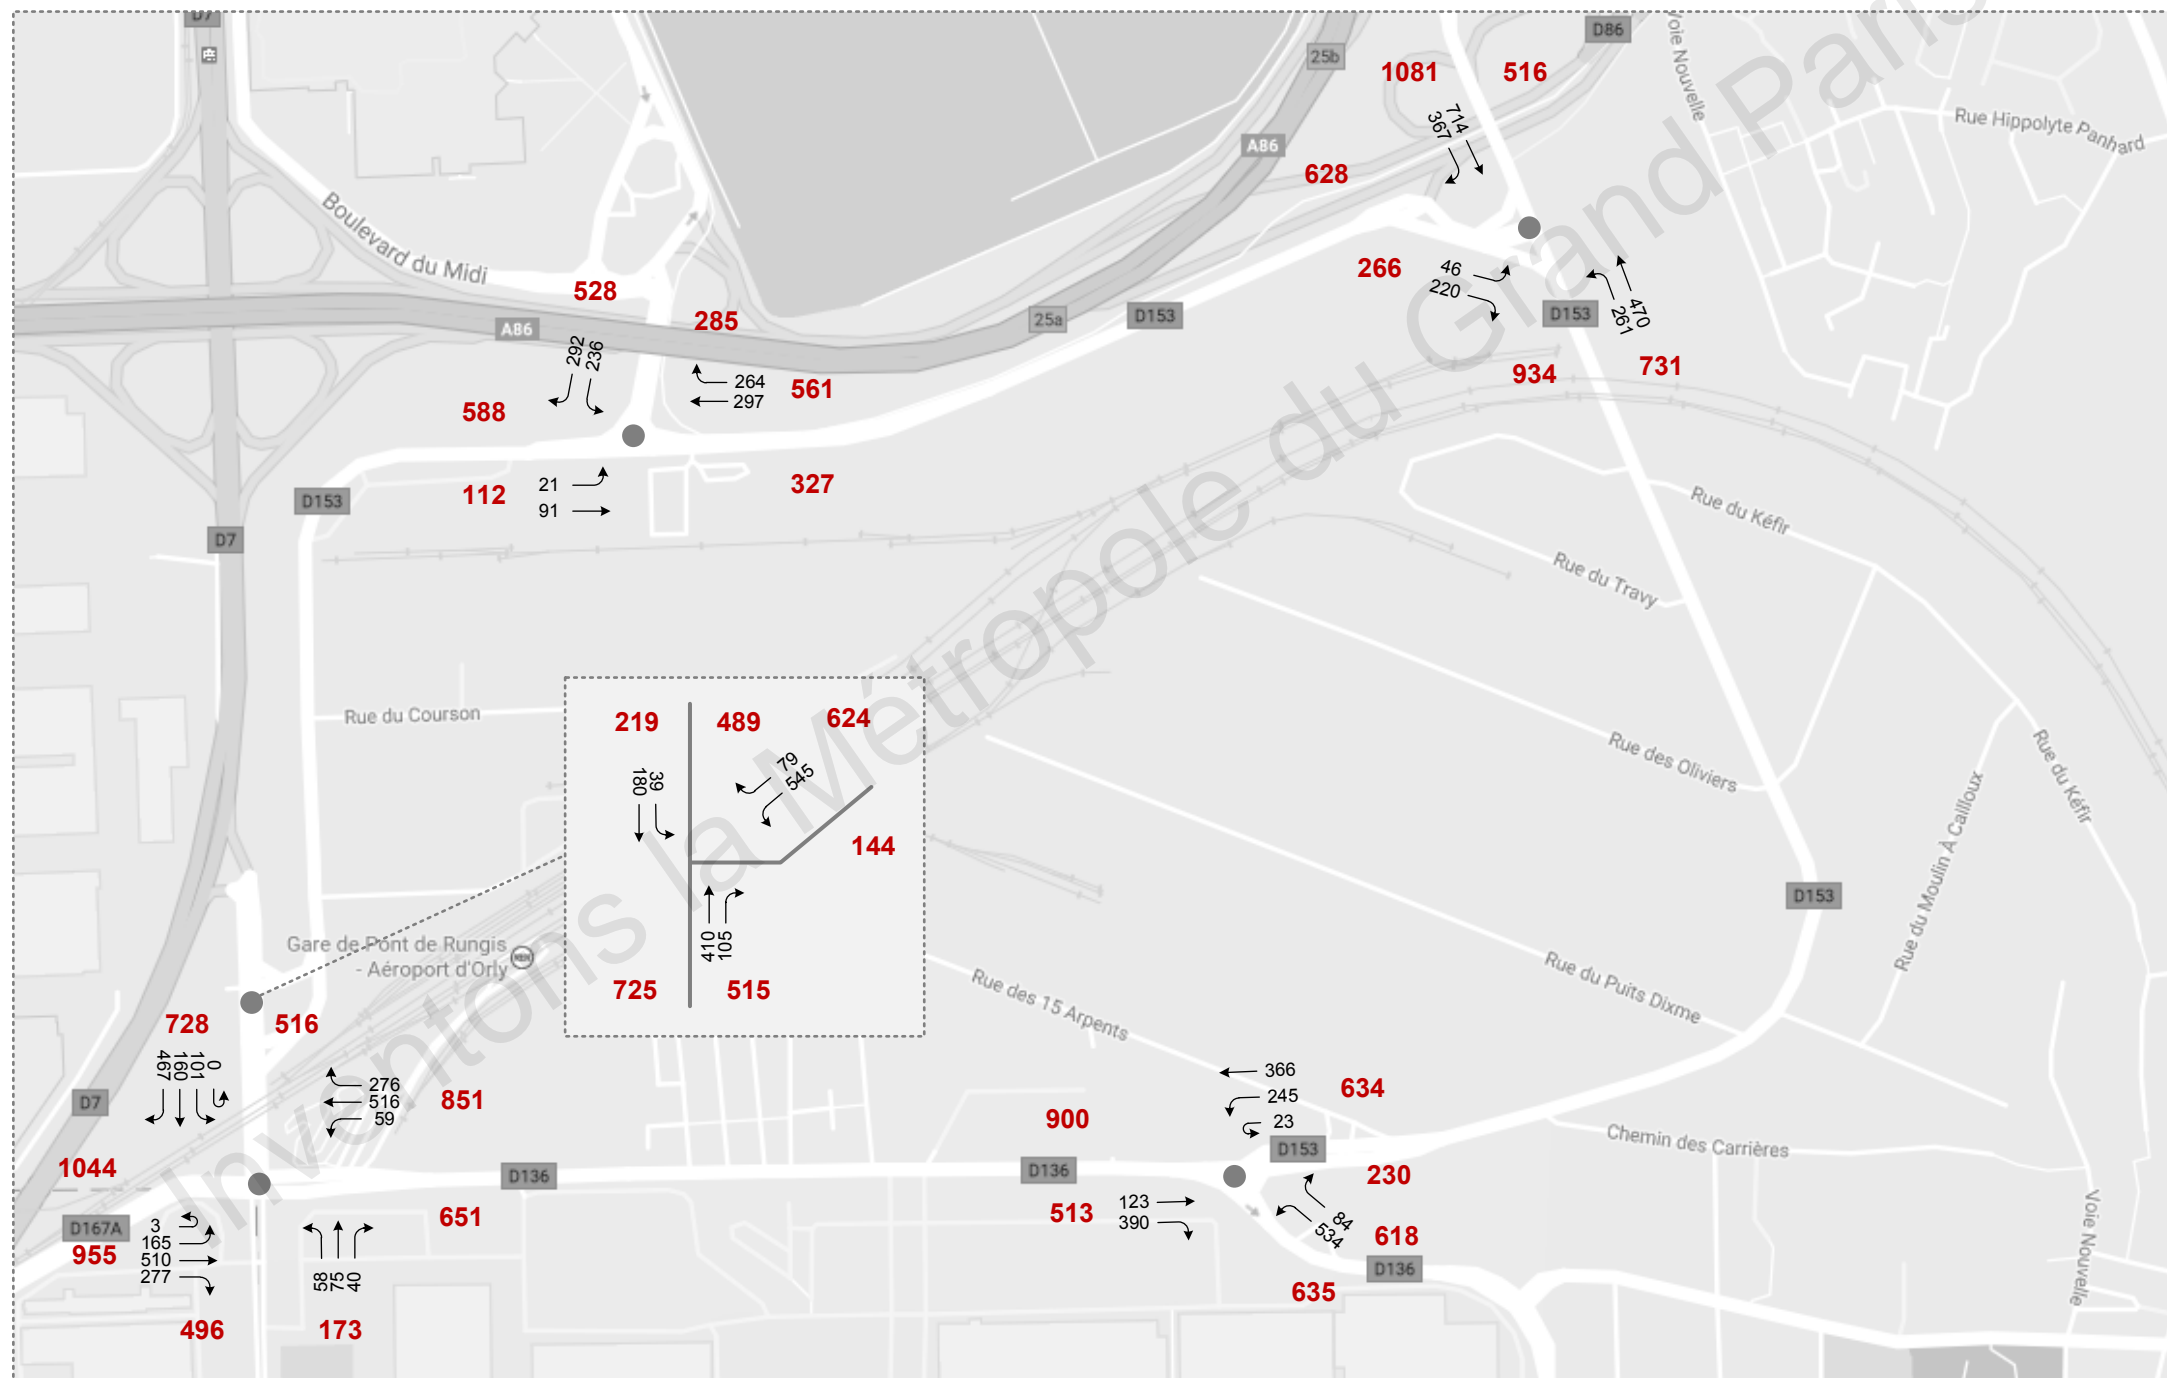 D7
25b
D86
1081
516
Voie Nouvelle
Rue Hippolyte Panhard
714
367
A86
628
Boulevard du Midi
266
46
220
470
261
528
285
25a
D153
D153
A86
292
236
264
297
561
934
731
588
112
21
91
327
D153
D7
Rue du Kéfir
Rue du Travy
Rue du Courson
219
489
624
180
39
79
545
144
410
105
725
515
Rue des Oliviers
Rue du Kéfir
Rue du Moulin À Cailloux
D153
Gare de Pont de Rungis
- Aéroport d'Orly
Rue des 15 Arpents
Rue du Puits Dixme
728
516
467
160
101
0
276
516
59
851
D7
366
245
23
634
900
Chemin des Carrières
1044
D136
D136
D153
230
D167A
955
3
165
510
277
58
75
40
651
513
123
390
84
534
618
D136
635
Voie Nouvelle
496
173
Inventons la Métropole du Grand Paris